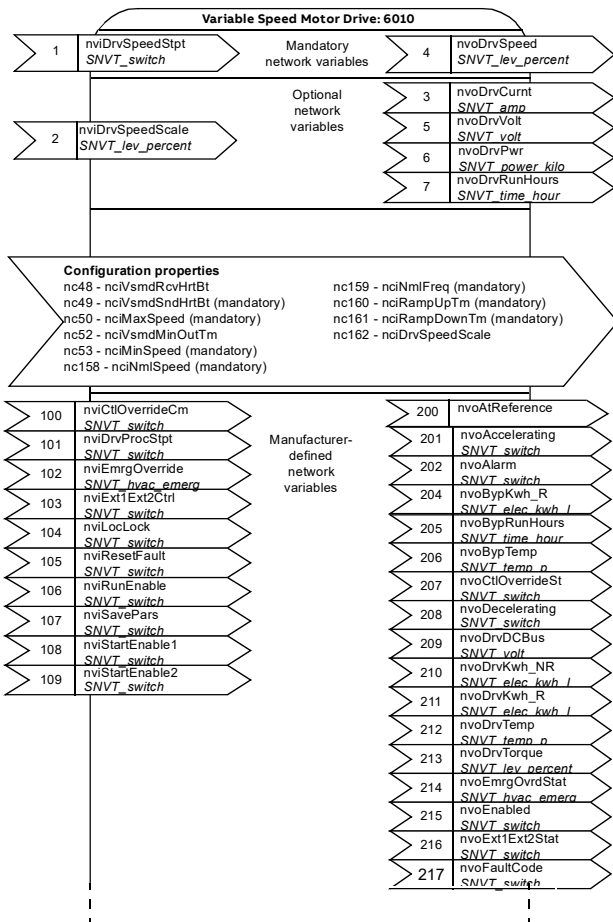 Variable Speed Motor Drive: 6010
1
nviDrvSpeedStpt
SNVT_switch
Mandatory
network variables
4
nvoDrvSpeed
SNVT_lev_percent
Optional
network
variables
3
nvoDrvCurnt
SNVT_amp
5
nvoDrvVolt
SNVT_volt
2
nviDrvSpeedScale
SNVT_lev_percent
6
nvoDrvPwr
SNVT_power_kilo
7
nvoDrvRunHours
SNVT_time_hour
Configuration properties
nc48 - nciVsmdRcvHrtBt
nc49 - nciVsmdSndHrtBt (mandatory)
nc50 - nciMaxSpeed (mandatory)
nc52 - nciVsmdMinOutTm
nc53 - nciMinSpeed (mandatory)
nc158 - nciNmlSpeed (mandatory)
nc159 - nciNmlFreq (mandatory)
nc160 - nciRampUpTm (mandatory)
nc161 - nciRampDownTm (mandatory)
nc162 - nciDrvSpeedScale
100
nviCtlOverrideCm
SNVT_switch
101
nviDrvProcStpt
SNVT_switch
102
nviEmrgOverride
SNVT_hvac_emerg
103
nviExt1Ext2Ctrl
SNVT_switch
104
nviLocLock
SNVT_switch
105
nviResetFault
SNVT_switch
106
nviRunEnable
SNVT_switch
107
nviSavePars
SNVT_switch
108
nviStartEnable1
SNVT_switch
109
nviStartEnable2
SNVT_switch
Manufacturer-
defined
network
variables
200
nvoAtReference
201
nvoAccelerating
SNVT_switch
202
nvoAlarm
SNVT_switch
204
nvoBypKwh_R
SNVT_elec_kwh_l
205
nvoBypRunHours
SNVT_time_hour
206
nvoBypTemp
SNVT_temp_p
207
nvoCtlOverrideSt
SNVT_switch
208
nvoDecelerating
SNVT_switch
209
nvoDrvDCBus
SNVT_volt
210
nvoDrvKwh_NR
SNVT_elec_kwh_l
211
nvoDrvKwh_R
SNVT_elec_kwh_l
212
nvoDrvTemp
SNVT_temp_p
213
nvoDrvTorque
SNVT_lev_percent
214
nvoEmrgOvrdStat
SNVT_hvac_emerg
215
nvoEnabled
SNVT_switch
216
nvoExt1Ext2Stat
SNVT_switch
217
nvoFaultCode
SNVT_switch